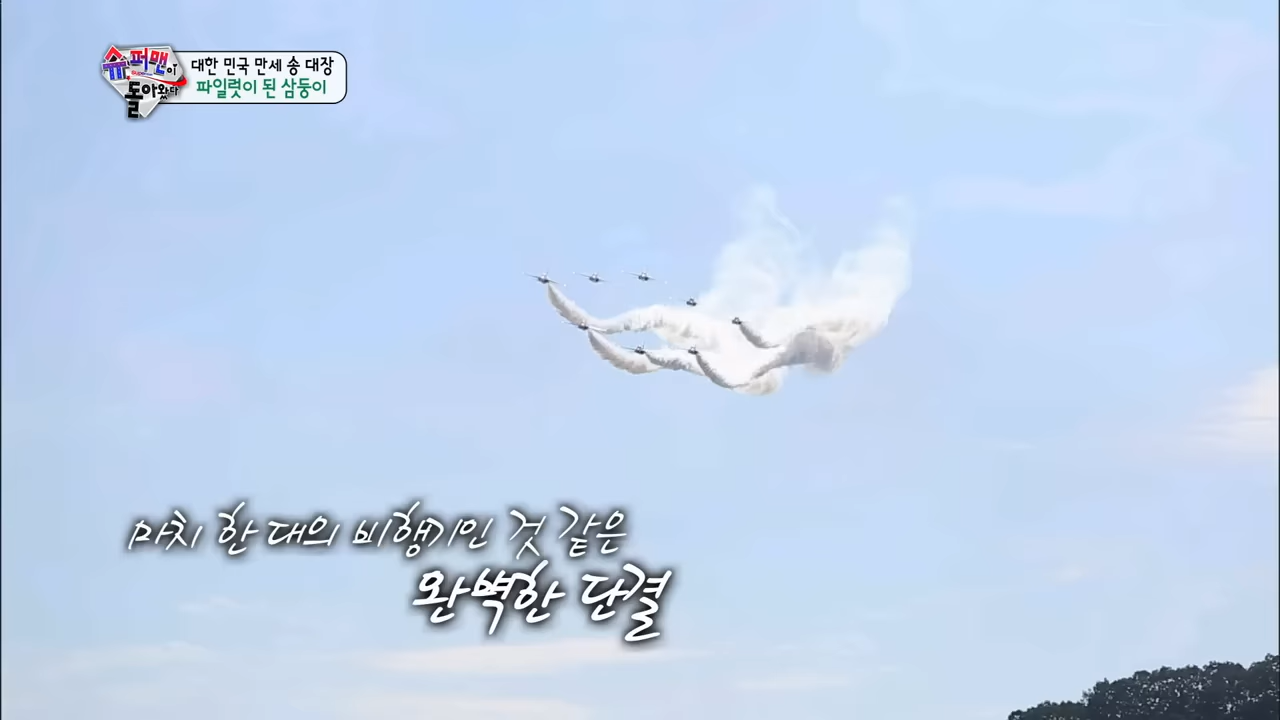 슈퍼맨이
돌아왔다
대한 민국 만세 송 대장
파일럿이 된 삼둥이
마치 한 대의 비행기인 것 같은
완벽한 단결